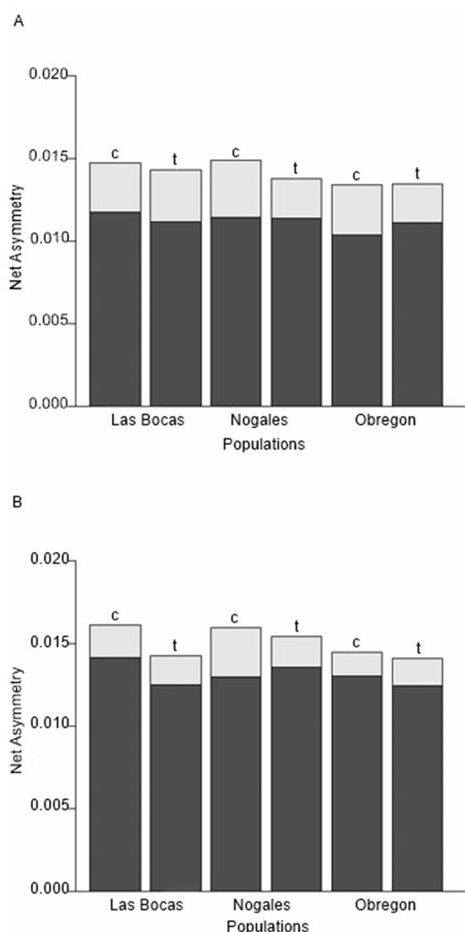 A
0.020
0.015
0.010
0.005
0.000
Net Asymmetry
c t c t c t
Las Bocas Nogales Obregon
Populations
B
0.020
0.015
0.010
0.005
0.000
Net Asymmetry
c t c t c t
Las Bocas Nogales Obregon
Populations